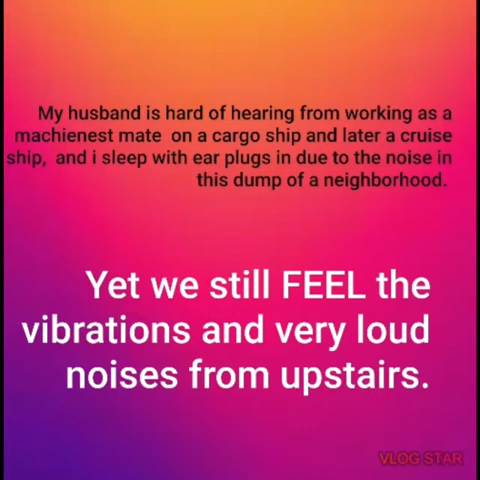 My husband is hard of hearing from working as a
machienest mate on a cargo ship and later a cruise
ship, and i sleep with ear plugs in due to the noise in
this dump of a neighborhood.
Yet we still FEEL the
vibrations and very loud
noises from upstairs.
VLOG STAR